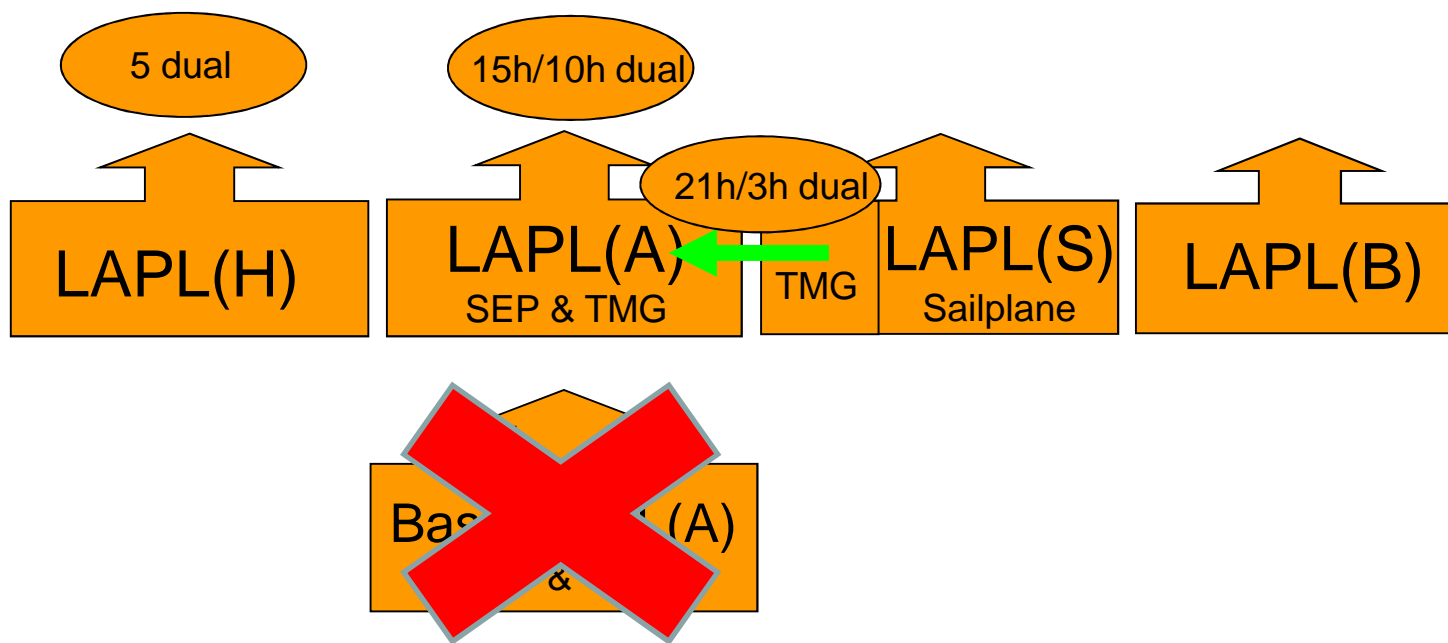 5 dual
15h/10h dual
21h/3h dual
LAPL(H)
LAPL(A)
SEP & TMG
TMG
LAPL(S)
Sailplane
LAPL(B)
(A)
&